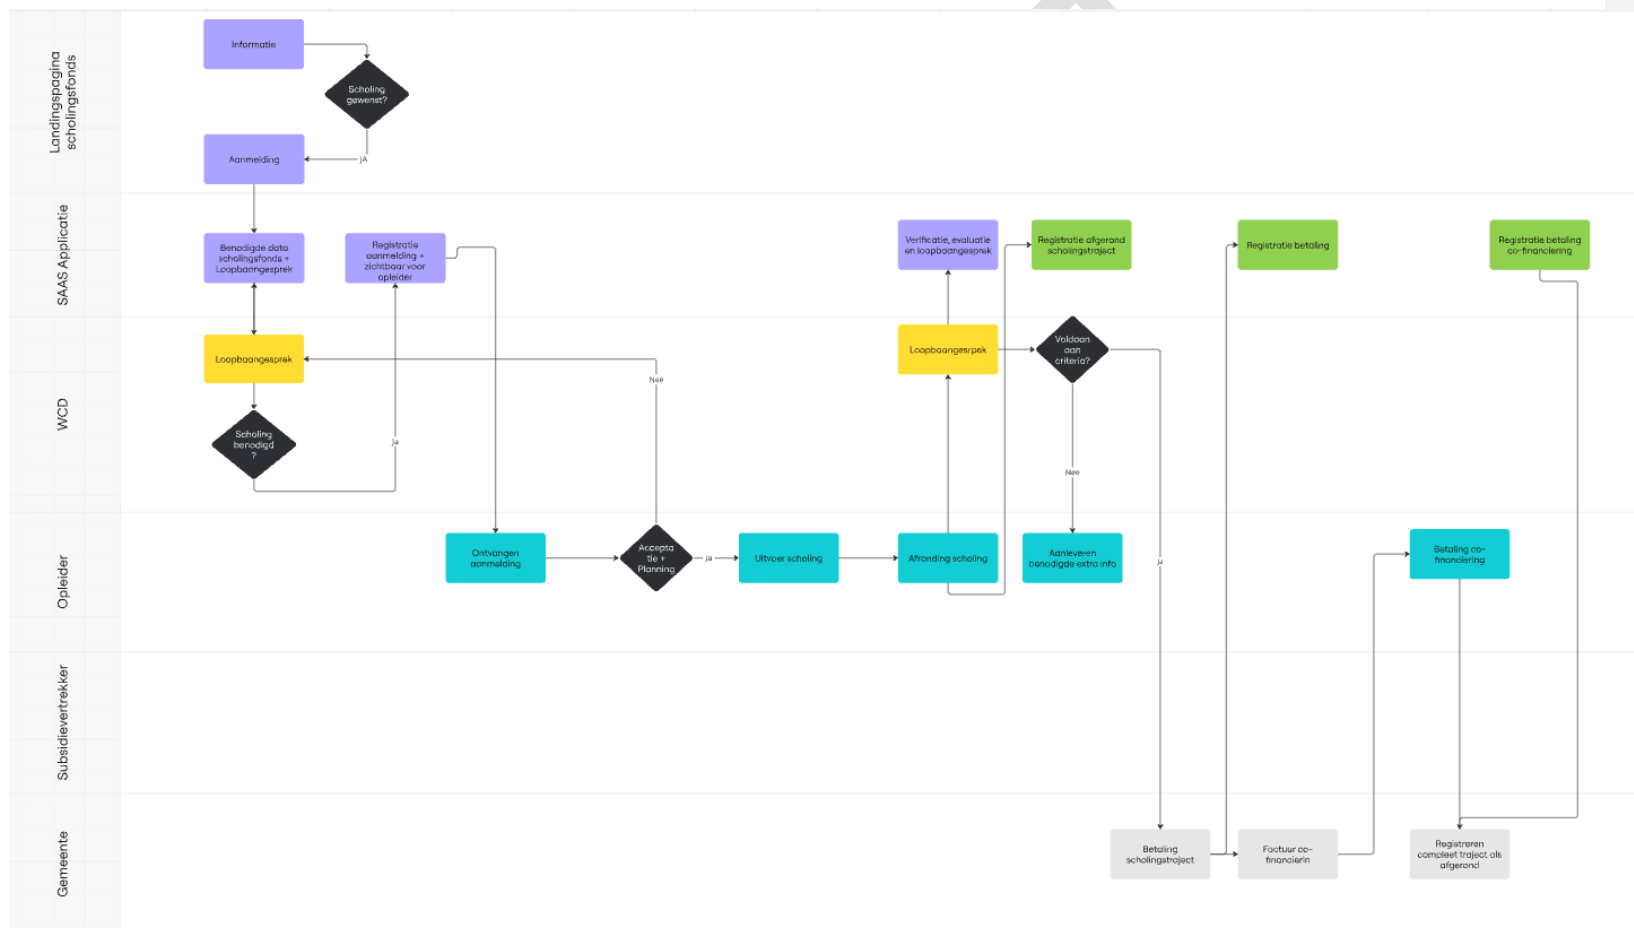 Landingspagina
scholingsfonds
Informatie
Scholing
gewenst?
jA
Aanmelding
SAAS Applicatie
Benodigde data
scholingsfonds +
Loopbaangesprek
Registratie
aanmelding +
zichtbaar voor
opleider
Verificatie, evaluatie
en loopbaangesprek
Registratie afgerond
scholingstraject
Registratie betaling
Registratie betaling
co-financiering
WCD
Loopbaangesprek
Scholing
benodigd
?
ja
Nee
Loopbaangesrpek
Voldaan
aan
criteria?
Nee
ja
Opleider
Ontvangen
aanmelding
Accepta
tie +
Planning
ja
Uitvoer scholing
Afronding scholing
Aanleveren
benodigde extra info
Betaling co-
financiering
Subsidievertrekker
Gemeente
Betaling
scholingstraject
Factuur co-
financierin
Registreren
compleet traject als
afgerond